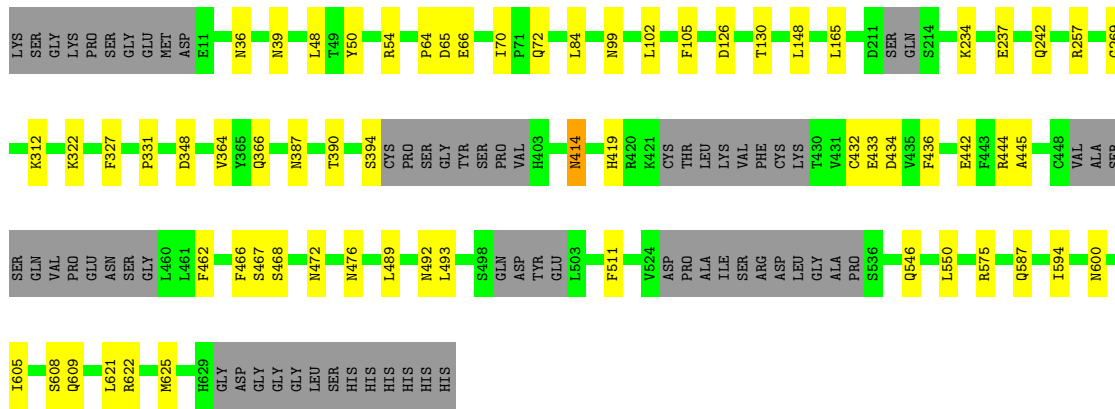 LYS SER GLY LYS PRO SER GLY GLU MET ASP E11 N36 N39 L48 T49 Y50 R54 P64 D65 E66 I70 P71 Q72 L84 N99 L102 F105 D126 T130 L148 L165 D211 SER GLN S214 K234 E237 Q242 R257
K312 K322 F327 P331 D348 V364 Y365 Q366 N387 T390 S394 CYS PRO SER GLY TYR SER PRO VAL H403 N414 H419 R420 K421 CYS THR LEU LYS VAL PHE CYS LYS T430 V431 C432 E433 D434 V435 F436 E442 F443 R444 A445 C448 VAL ALA SER
SER GLN VAL PRO GLU ASN SER GLY L460 L461 F462 F466 S467 S468 N472 N476 L489 N492 L493 S498 GLN ASP TYR GLU L503 F511 V524 ASP PRO ALA ILE SER ARG ASP LEU GLY ALA PRO S536 Q546 L550 R575 Q587 I594 N600
I605 S608 Q609 L621 R622 M625 H629 GLY ASP GLY GLY GLY LEU SER HIS HIS HIS HIS HIS HIS